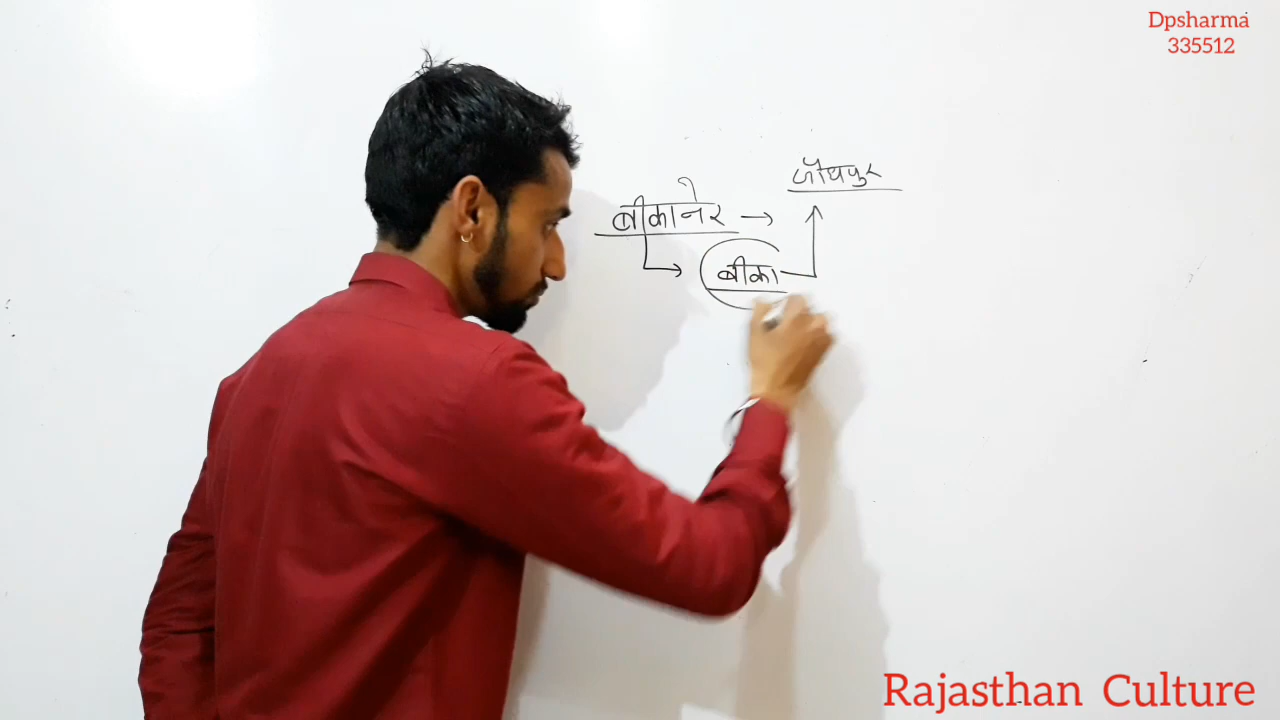 Dpsharma
335512
जोधपुर
बीकानेर →
बीका
Rajasthan Culture